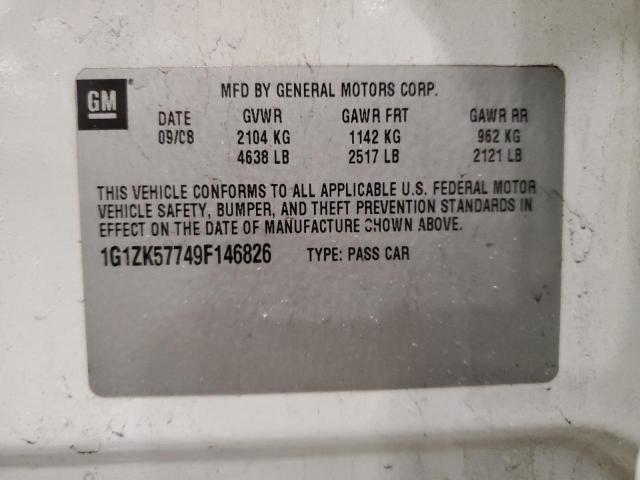 GM
MFD BY GENERAL MOTORS CORP.
DATE GVWR GAWR FRT GAWR RR
09/08 2104 KG 1142 KG 962 KG
4638 LB 2517 LB 2121 LB
THIS VEHICLE CONFORMS TO ALL APPLICABLE U.S. FEDERAL MOTOR
VEHICLE SAFETY, BUMPER, AND THEFT PREVENTION STANDARDS IN
EFFECT ON THE DATE OF MANUFACTURE SHOWN ABOVE.
1G1ZK57749F146826 TYPE: PASS CAR